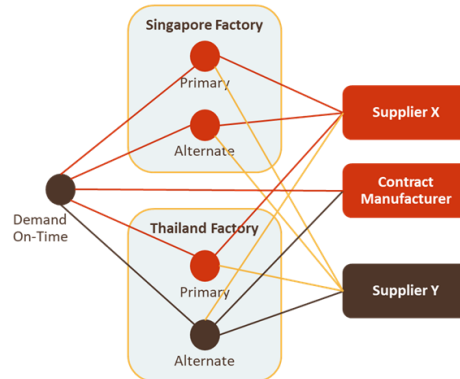 Singapore Factory
Primary
Alternate
Supplier X
Contract
Manufacturer
Demand
On-Time
Thailand Factory
Primary
Supplier Y
Alternate